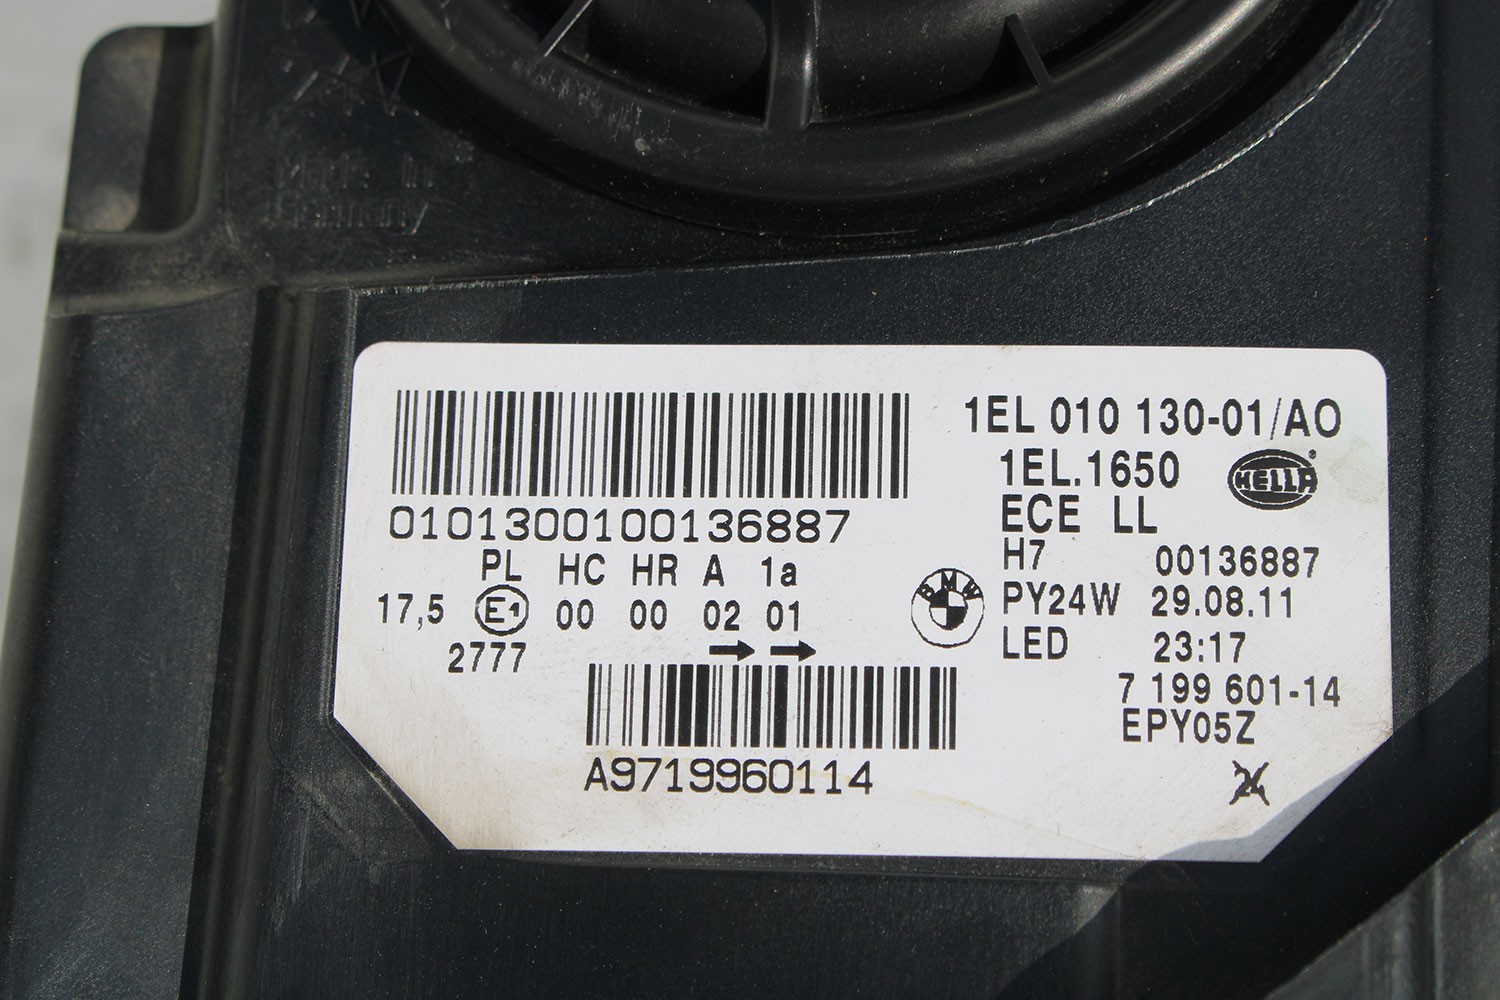 Made in
Germany
1EL 010 130-01/AO
1EL.1650
HELLA®
ECE LL
0101300100136887
H7 00136887
PL HC HR A 1a
17,5 E1 00 00 02 01
BMW
PY24W 29.08.11
2777
LED 23:17
7 199 601-14
EPY05Z
A9719960114
24